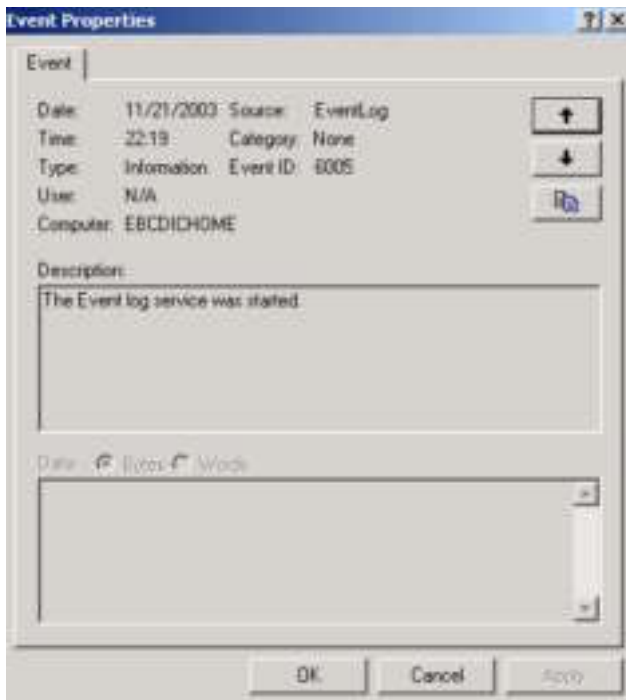 Event Properties
Event
Date: 11/21/2003 Source: EventLog
Time: 22:19 Category: None
Type: Information Event ID: 6005
User: N/A
Computer: EBCDICHOME
Description:
The Event log service was started.
Data: Bytes Words
OK Cancel Apply